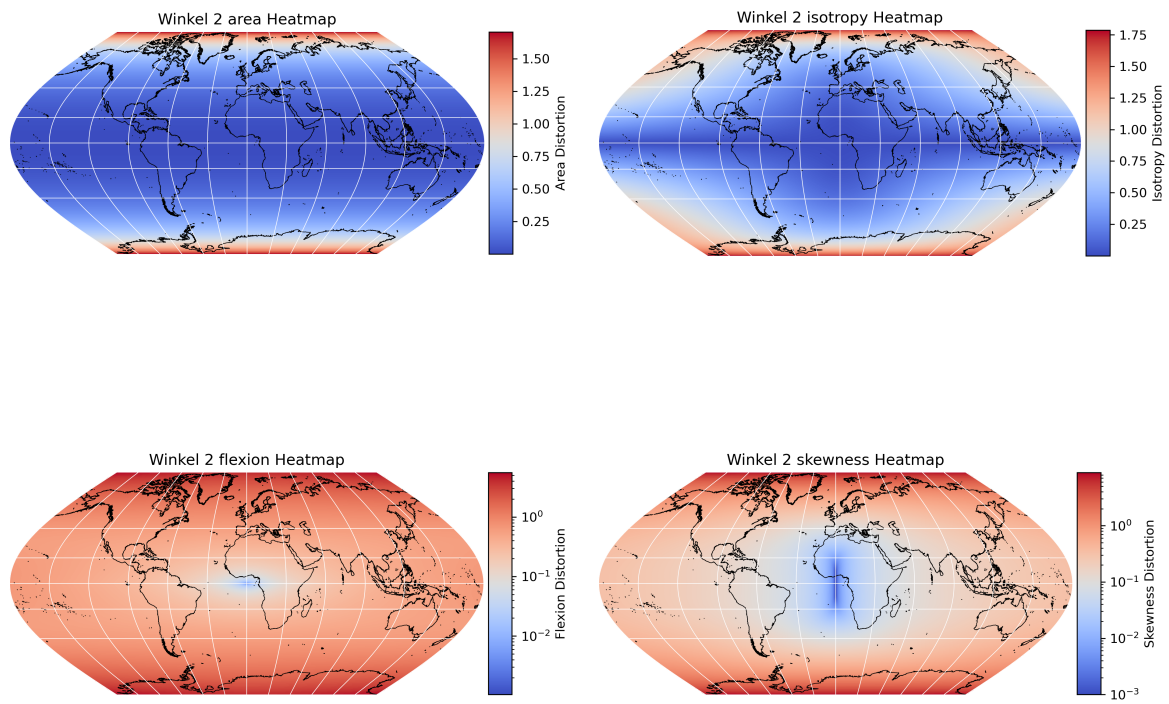 Winkel 2 area Heatmap
1.50
1.25
1.00
0.75
0.50
0.25
Area Distortion
Winkel 2 isotropy Heatmap
1.75
1.50
1.25
1.00
0.75
0.50
0.25
Isotropy Distortion
Winkel 2 flexion Heatmap
10⁰
10⁻¹
10⁻²
Flexion Distortion
Winkel 2 skewness Heatmap
10⁰
10⁻¹
10⁻²
10⁻³
Skewness Distortion